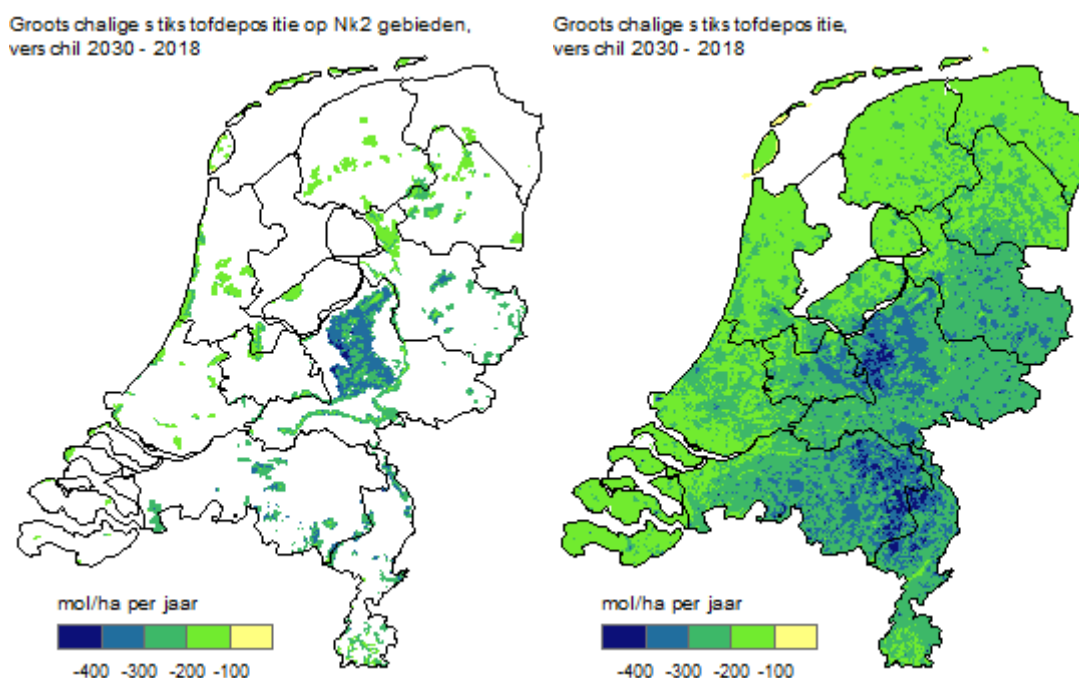 Grootschalige stikstofdepositie op Nk2 gebieden,
verschil 2030 - 2018
Grootschalige stikstofdepositie,
verschil 2030 - 2018
mol/ha per jaar
-400 -300 -200 -100
mol/ha per jaar
-400 -300 -200 -100